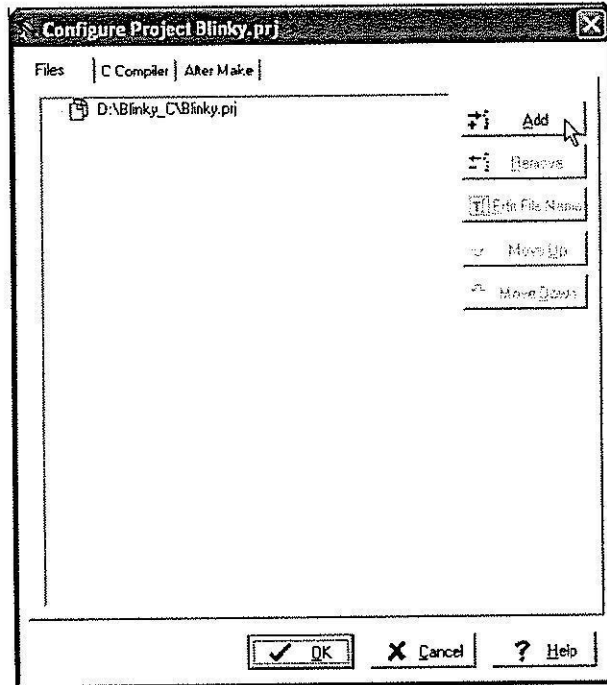 Configure Project Blinky.prj
Files
C Compiler
After Make
D:\Blinky_C\Blinky.prj
Add
Remove
Edit File Name
Move Up
Move Down
OK
Cancel
? Help